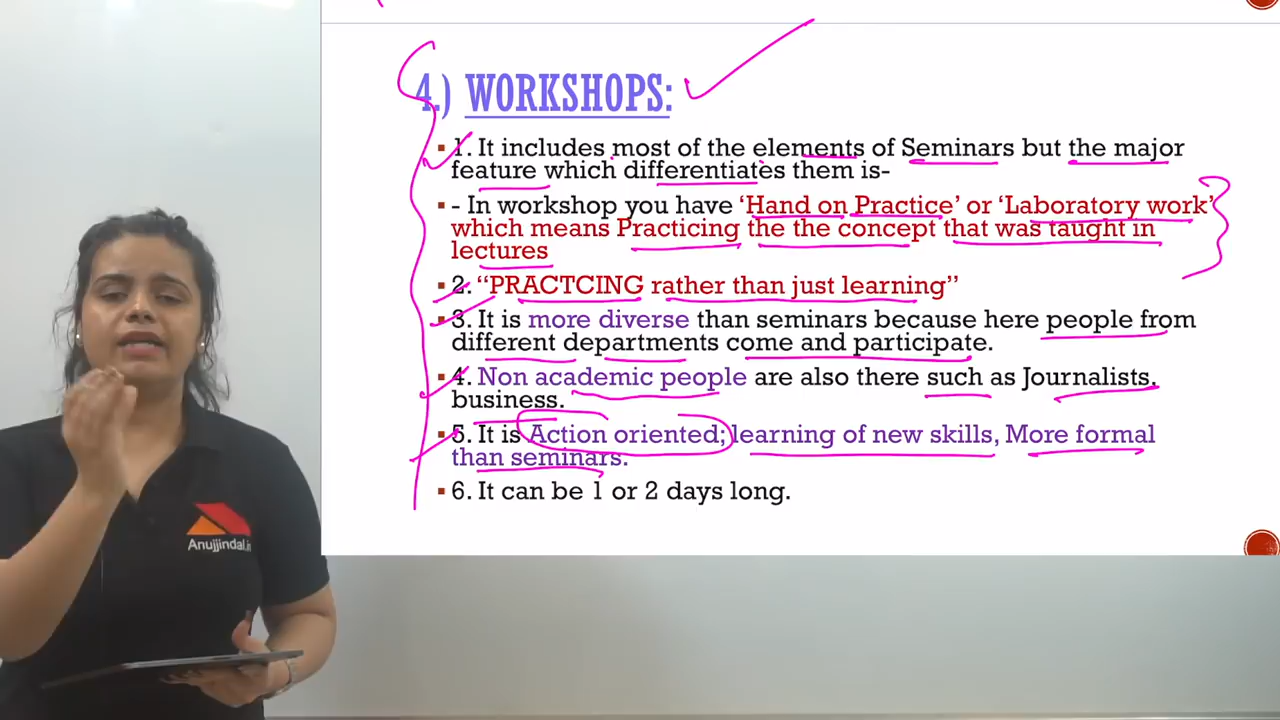 4.) WORKSHOPS:
1. It includes most of the elements of Seminars but the major
feature which differentiates them is-
- In workshop you have ‘Hand on Practice’ or ‘Laboratory work’
which means Practicing the the concept that was taught in
lectures
2. “PRACTCING rather than just learning”
3. It is more diverse than seminars because here people from
different departments come and participate.
4. Non academic people are also there such as Journalists,
business.
5. It is Action oriented; learning of new skills, More formal
than seminars.
6. It can be 1 or 2 days long.
Anujjindal.in